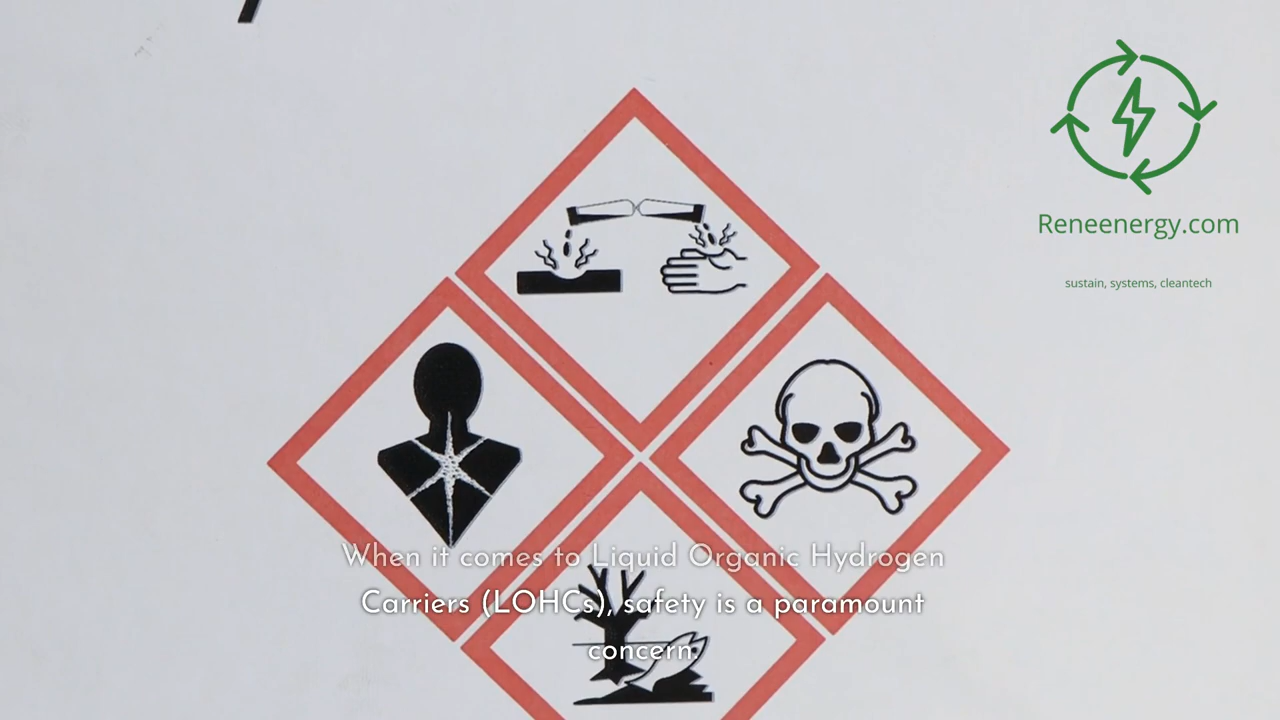 Reneenergy.com
sustain, systems, cleantech
When it comes to Liquid Organic Hydrogen
Carriers (LOHCs), safety is a paramount
concern.